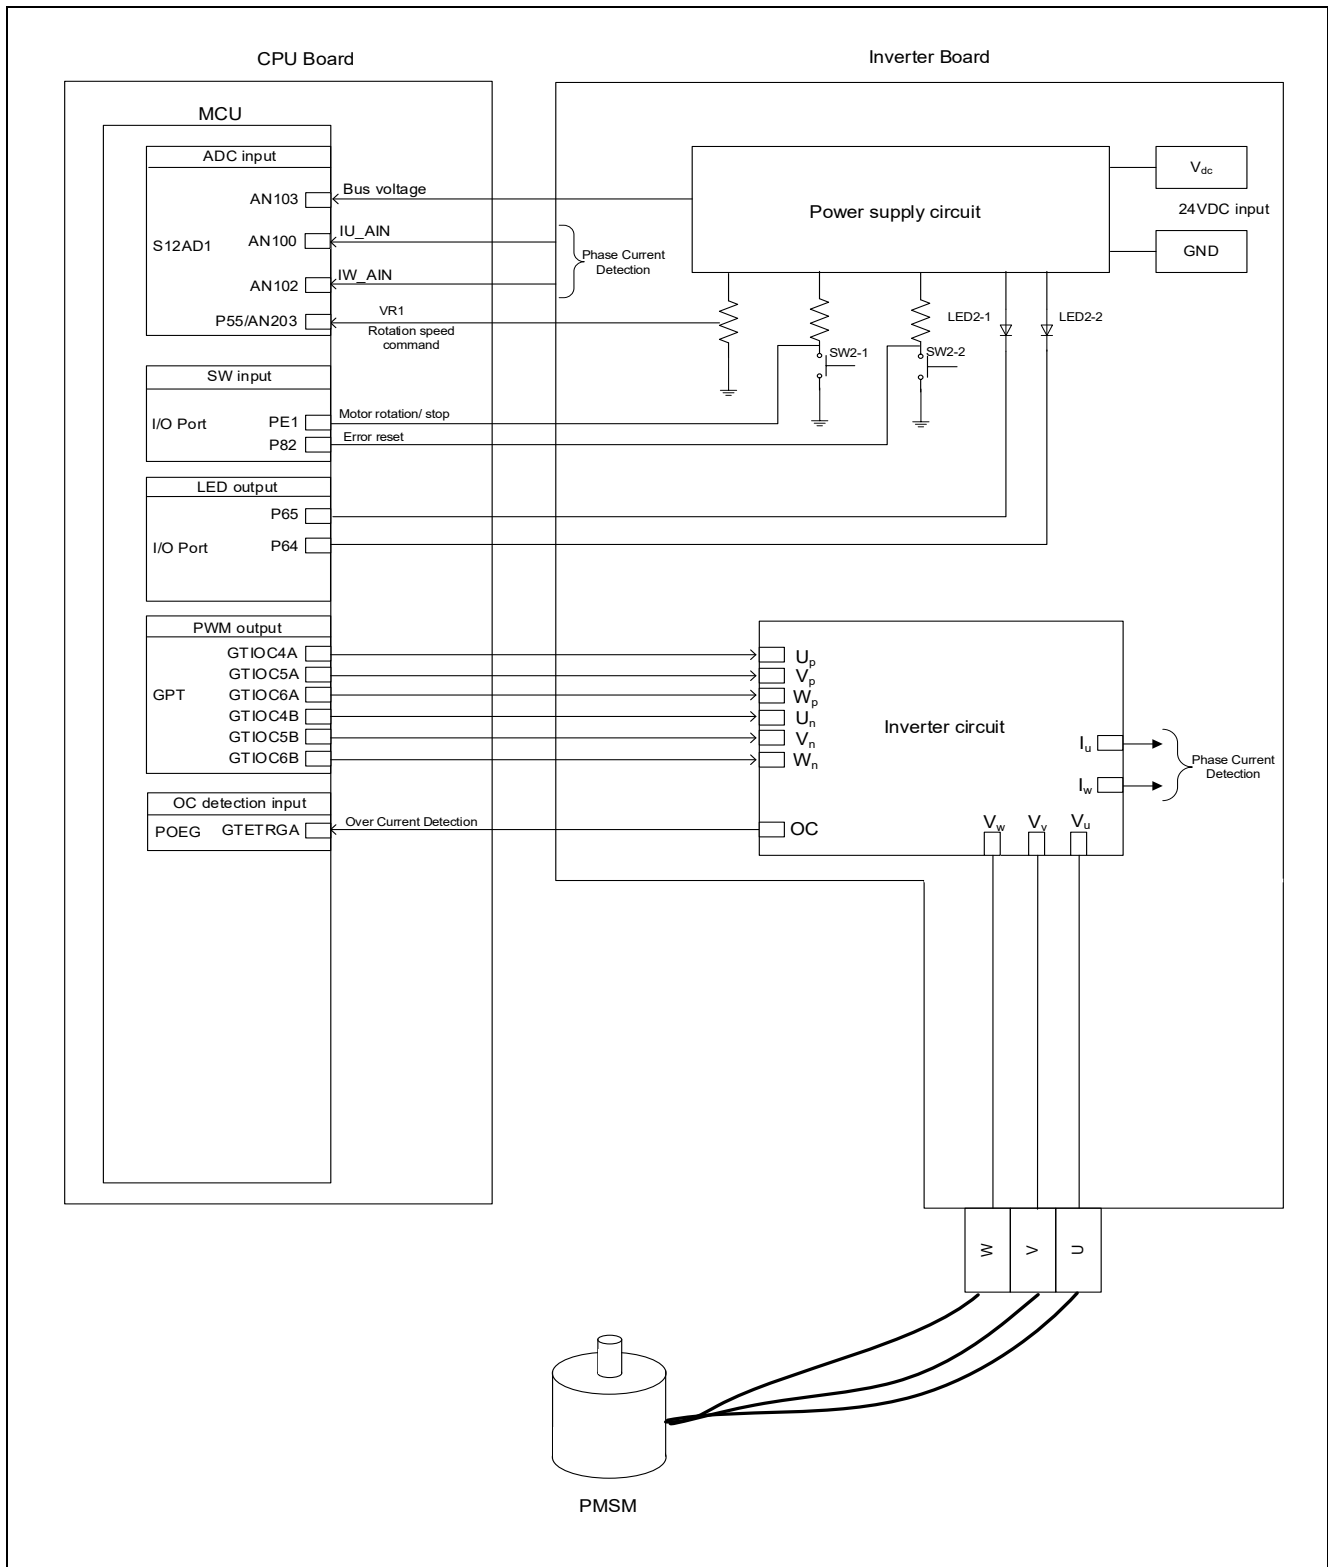 CPU Board
Inverter Board
MCU
ADC input
S12AD1
AN103
AN100
AN102
P55/AN203
Bus voltage
IU_AIN
IW_AIN
Phase Current
Detection
VR1
Rotation speed
command
Power supply circuit
Vdc
24VDC input
GND
LED2-1
LED2-2
SW2-1
SW2-2
SW input
I/O Port
PE1
P82
Motor rotation/ stop
Error reset
LED output
P65
I/O Port
P64
PWM output
GPT
GTIOC4A
GTIOC5A
GTIOC6A
GTIOC4B
GTIOC5B
GTIOC6B
Up
Vp
Wp
Un
Vn
Wn
Inverter circuit
Iu
Iw
Phase Current
Detection
OC detection input
POEG
GTETRGA
Over Current Detection
OC
Vw
Vv
Vu
W
V
U
PMSM